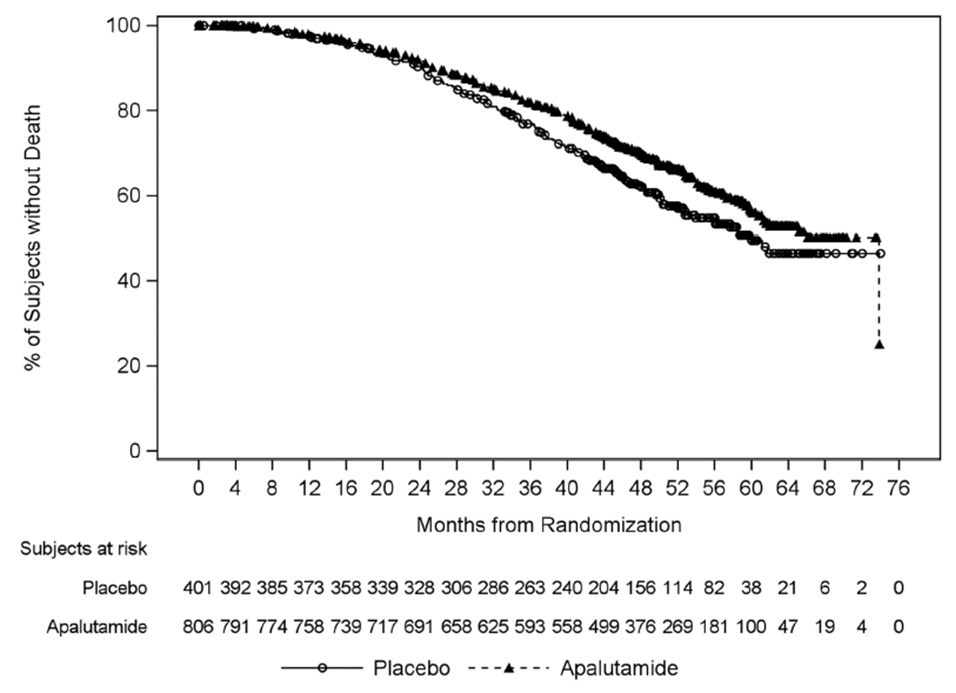 % of Subjects without Death
100
80
60
40
20
0
0 4 8 12 16 20 24 28 32 36 40 44 48 52 56 60 64 68 72 76
Months from Randomization
Subjects at risk
Placebo 401 392 385 373 358 339 328 306 286 263 240 204 156 114 82 38 21 6 2 0
Apalutamide 806 791 774 758 739 717 691 658 625 593 558 499 376 269 181 100 47 19 4 0
Placebo Apalutamide